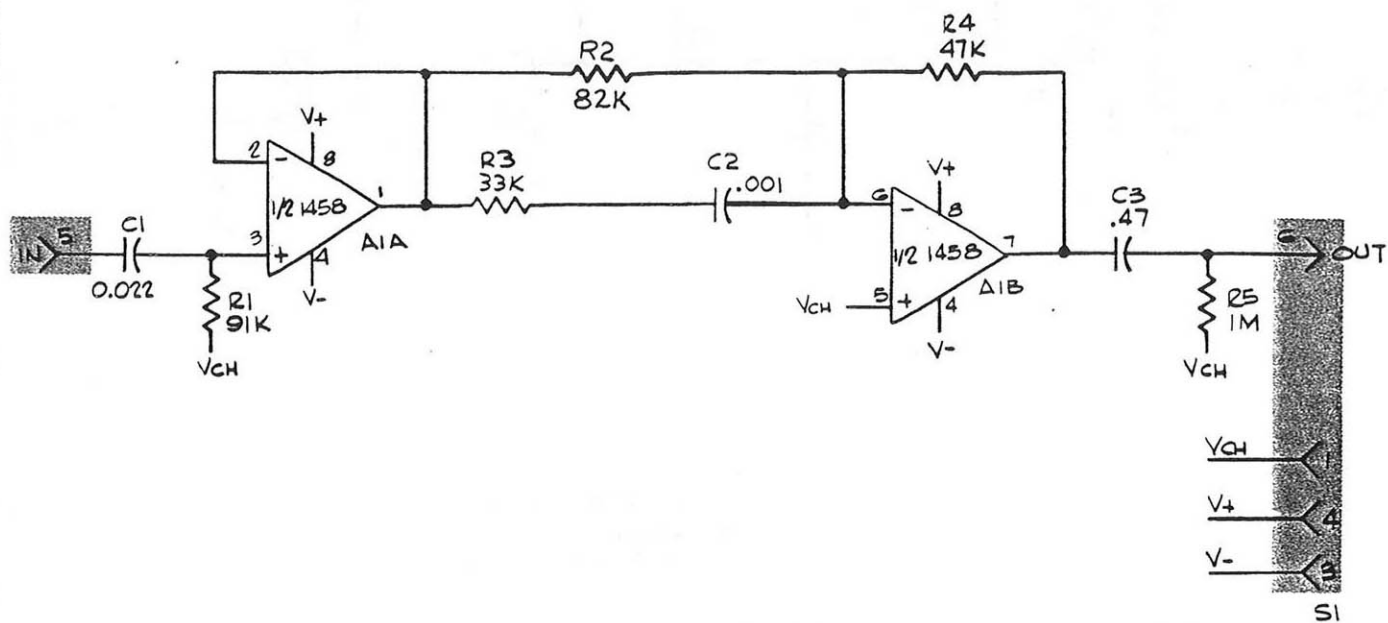 R2
82K
R4
47K
V+
2
-
8
1/2 1458
1
3
+
4
V-
A1A
R3
33K
C2
.001
IN
5
C1
0.022
R1
91K
VCH
V+
6
-
8
1/2 1458
7
VCH
5
+
4
V-
A1B
C3
.47
6
OUT
R5
1M
VCH
VCH
1
V+
4
V-
3
S1